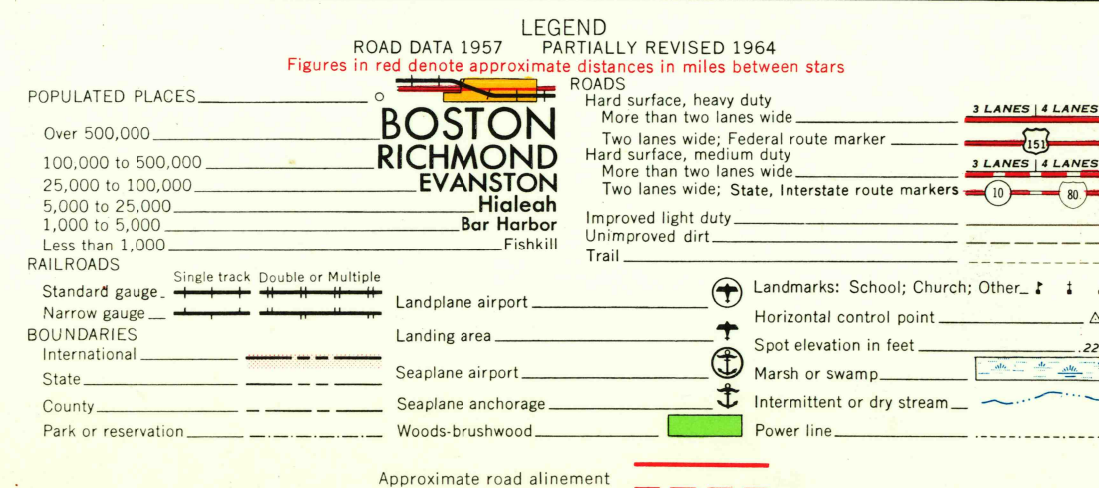 LEGEND
ROAD DATA 1957 PARTIALLY REVISED 1964
Figures in red denote approximate distances in miles between stars
POPULATED PLACES
Over 500,000 BOSTON
100,000 to 500,000 RICHMOND
25,000 to 100,000 EVANSTON
5,000 to 25,000 Hialeah
1,000 to 5,000 Bar Harbor
Less than 1,000 Fishkill
RAILROADS
Single track Double or Multiple
Standard gauge
Narrow gauge
BOUNDARIES
International
State
County
Park or reservation
Landplane airport
Landing area
Seaplane airport
Seaplane anchorage
Woods-brushwood
ROADS
Hard surface, heavy duty
More than two lanes wide 3 LANES | 4 LANES
Two lanes wide; Federal route marker 151
Hard surface, medium duty
More than two lanes wide 3 LANES | 4 LANES
Two lanes wide; State, Interstate route markers 10 80
Improved light duty
Unimproved dirt
Trail
Landmarks: School; Church; Other
Horizontal control point
Spot elevation in feet .22
Marsh or swamp
Intermittent or dry stream
Power line
Approximate road alinement